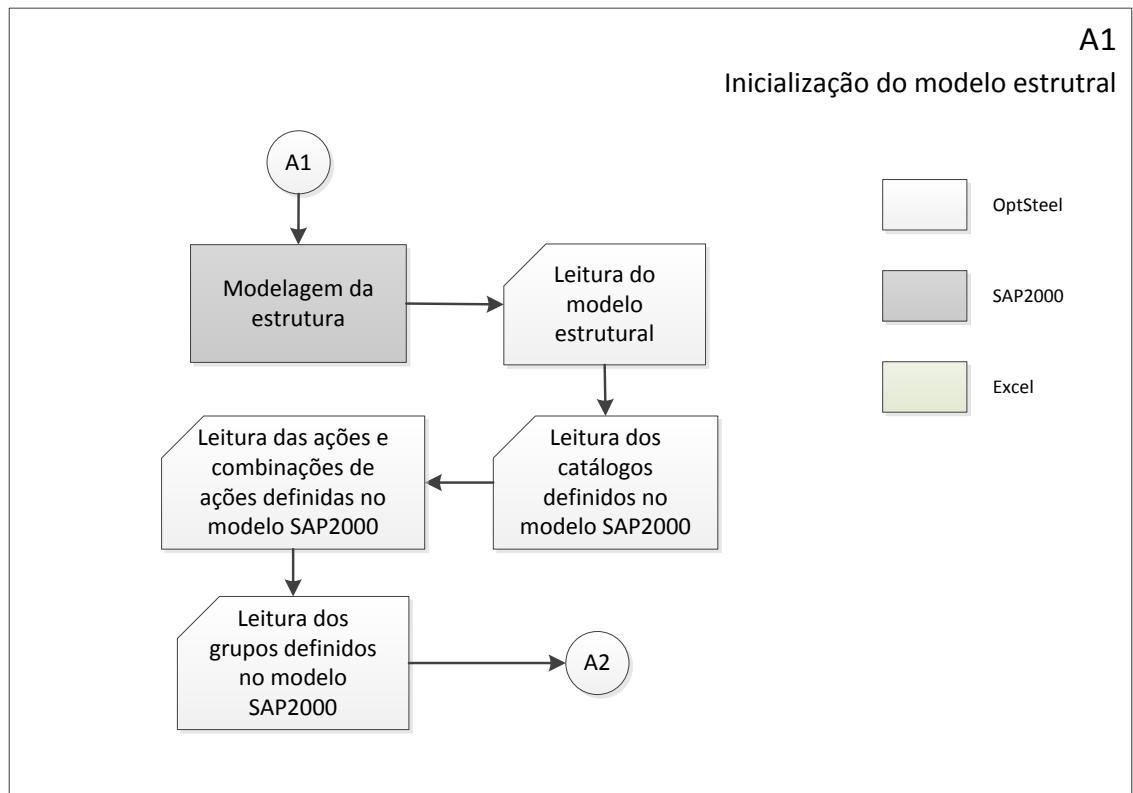 A1
Inicialização do modelo estrutral
A1
OptSteel
Modelagem da
estrutura
Leitura do
modelo
estrutural
SAP2000
Excel
Leitura das ações e
combinações de
ações definidas no
modelo SAP2000
Leitura dos
catálogos
definidos no
modelo SAP2000
Leitura dos
grupos definidos
no modelo
SAP2000
A2